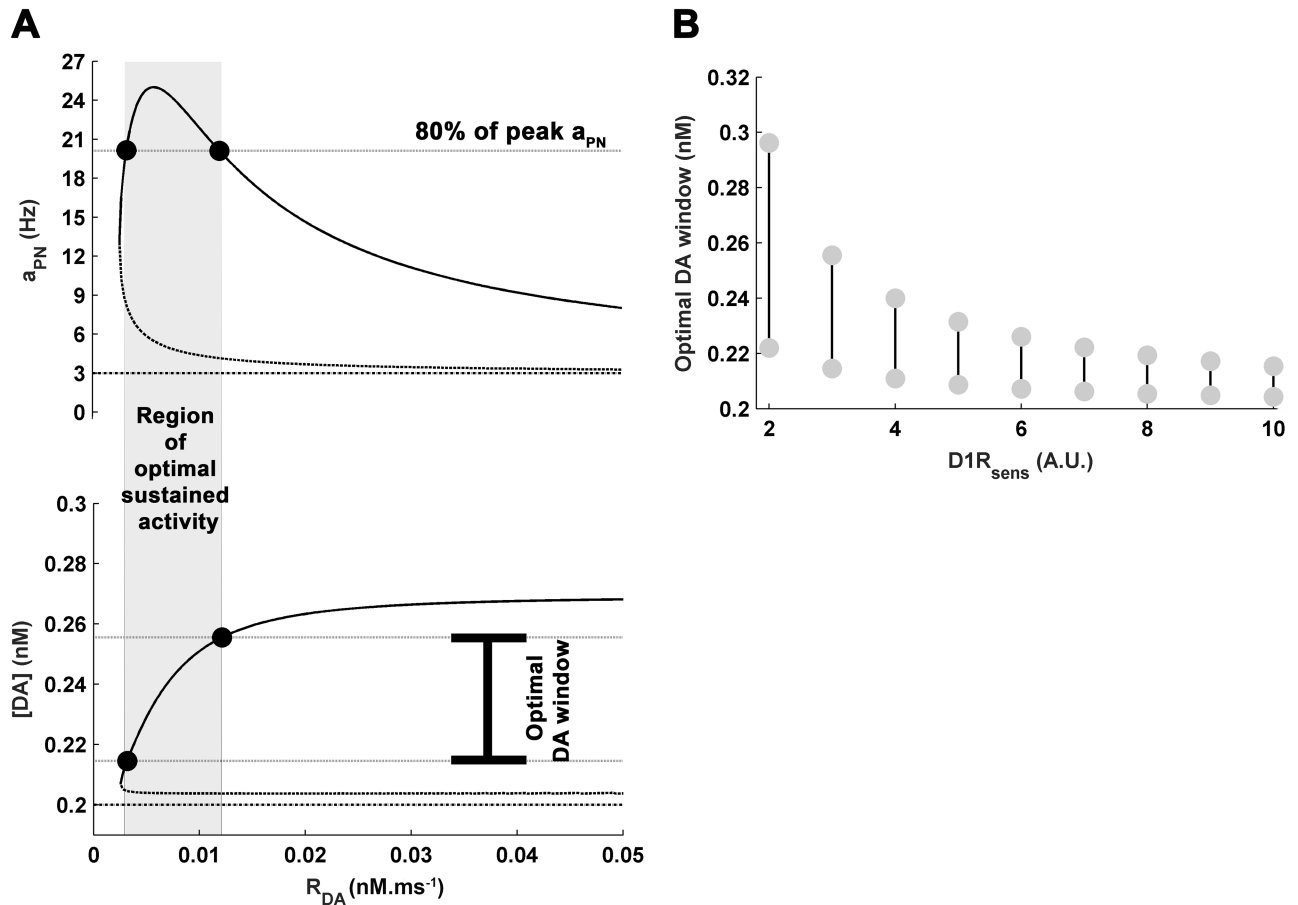 A
27
24
21
18
15
12
9
6
3
0
a_PN (Hz)
80% of peak a_PN
Region
of
optimal
sustained
activity
0.3
0.28
0.26
0.24
0.22
0.2
[DA] (nM)
Optimal
DA window
0
0.01
0.02
0.03
0.04
0.05
R_DA (nM.ms⁻¹)
B
0.32
0.3
0.28
0.26
0.24
0.22
0.2
Optimal DA window (nM)
2
4
6
8
10
D1R_sens (A.U.)